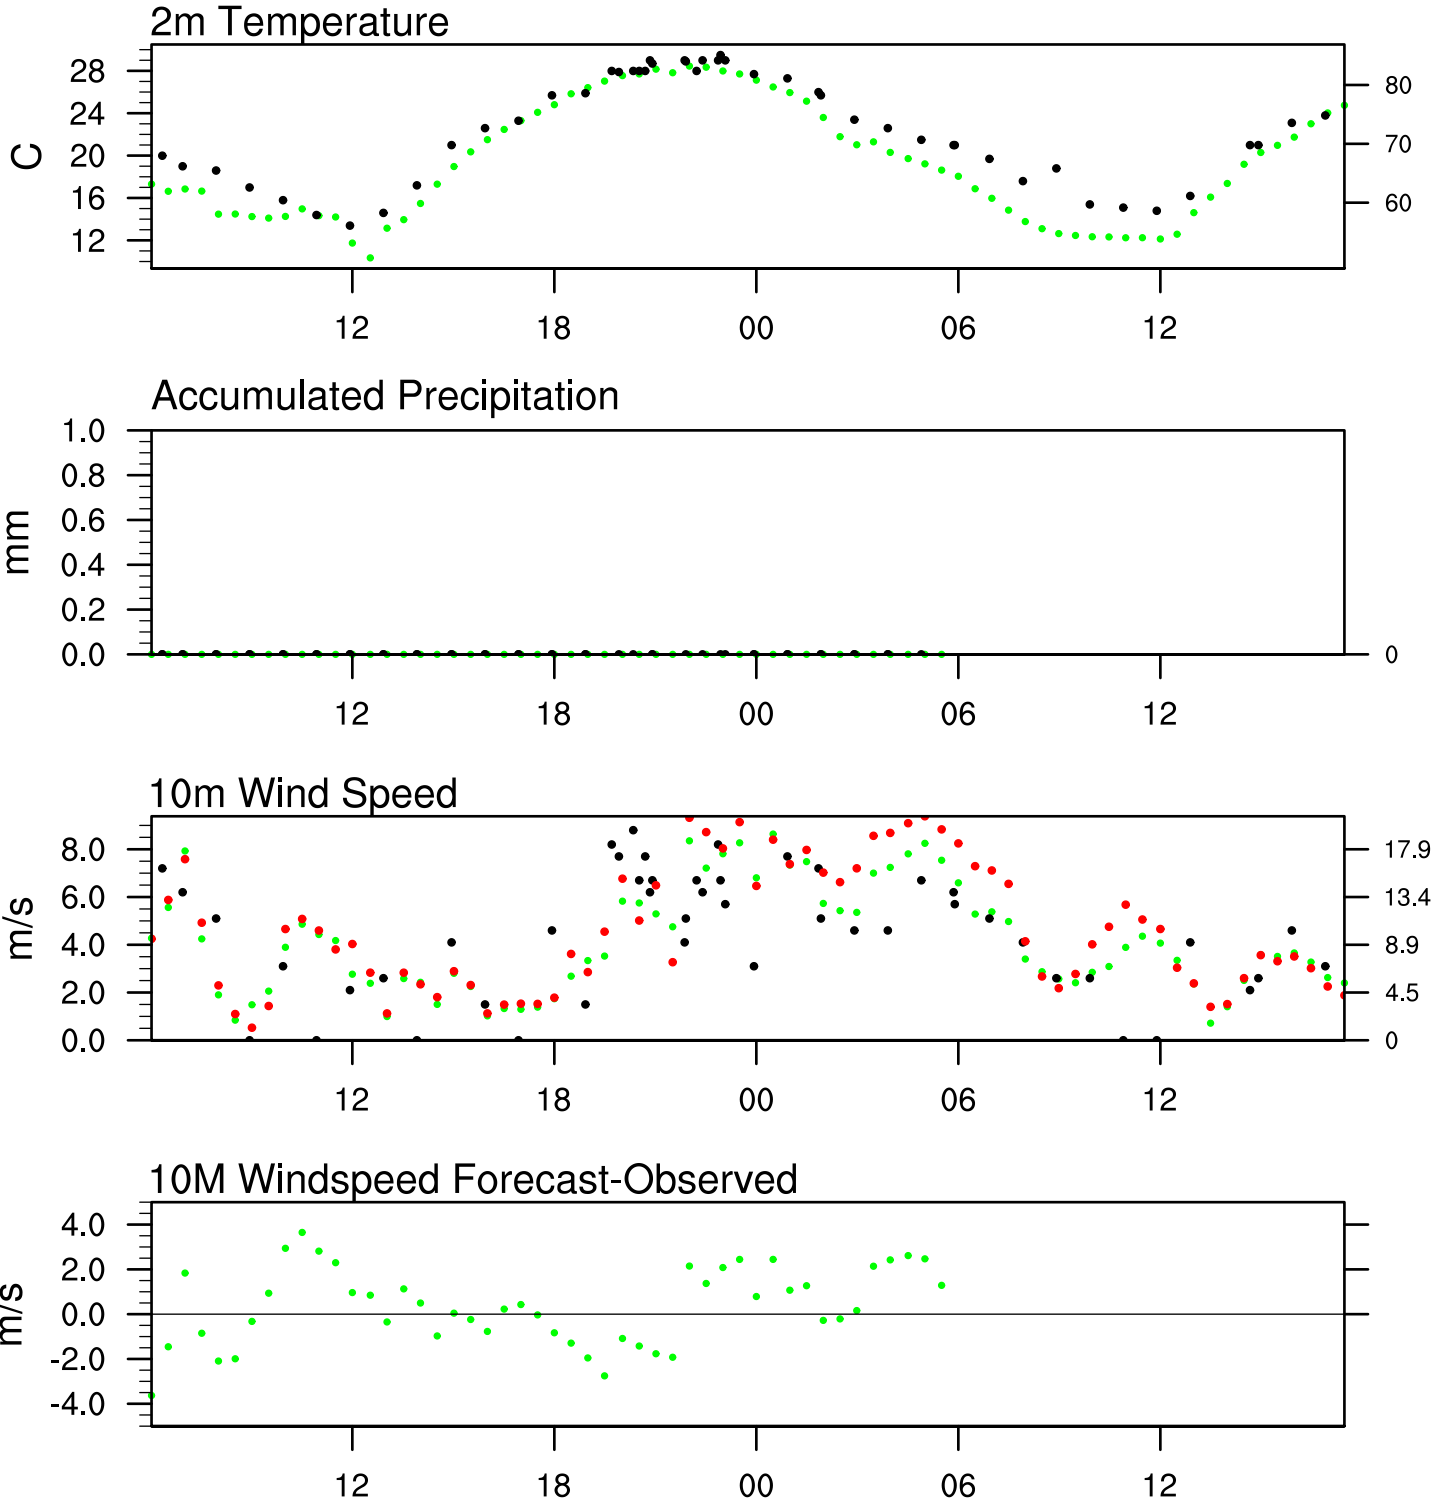 2m Temperature
28
24
20
16
12
C
80
70
60
12 18 00 06 12
Accumulated Precipitation
1.0
0.8
0.6
0.4
0.2
0.0
mm
0
12 18 00 06 12
10m Wind Speed
8.0
6.0
4.0
2.0
0.0
m/s
17.9
13.4
8.9
4.5
0
12 18 00 06 12
10M Windspeed Forecast-Observed
4.0
2.0
0.0
-2.0
-4.0
m/s
12 18 00 06 12